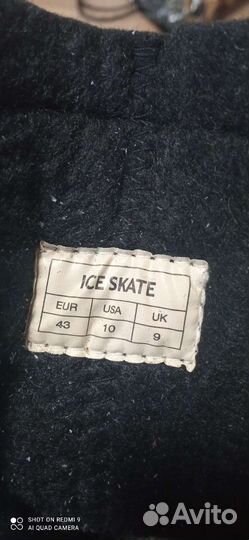 ICE SKATE
EUR USA UK
43 10 9
SHOT ON REDMI 9
AI QUAD CAMERA
Avito